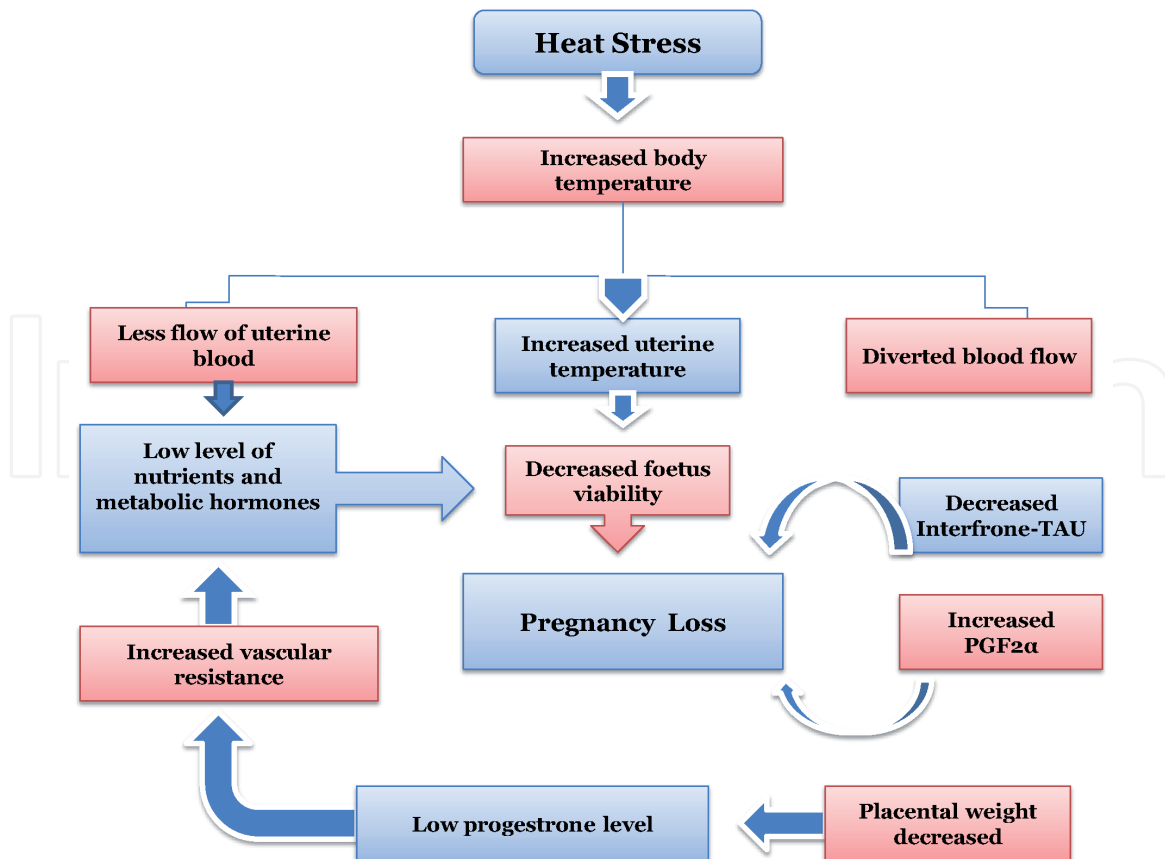 Heat Stress
Increased body
temperature
Less flow of uterine
blood
Increased uterine
temperature
Diverted blood flow
Low level of
nutrients and
metabolic hormones
Decreased foetus
viability
Decreased
Interfrone-TAU
Pregnancy Loss
Increased
PGF2α
Increased vascular
resistance
Low progestrone level
Placental weight
decreased